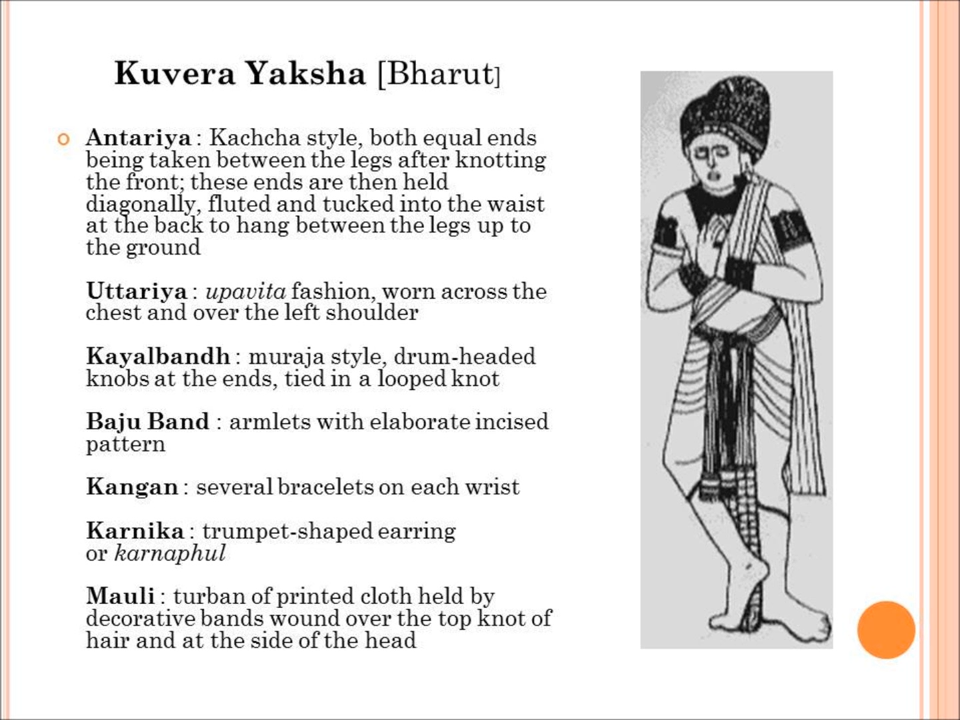 Kuvera Yaksha [Bharut]
Antariya : Kachcha style, both equal ends
being taken between the legs after knotting
the front; these ends are then held
diagonally, fluted and tucked into the waist
at the back to hang between the legs up to
the ground
Uttariya : upavita fashion, worn across the
chest and over the left shoulder
Kayalbandh : muraja style, drum-headed
knobs at the ends, tied in a looped knot
Baju Band : armlets with elaborate incised
pattern
Kangan : several bracelets on each wrist
Karnika : trumpet-shaped earring
or karnaphul
Mauli : turban of printed cloth held by
decorative bands wound over the top knot of
hair and at the side of the head